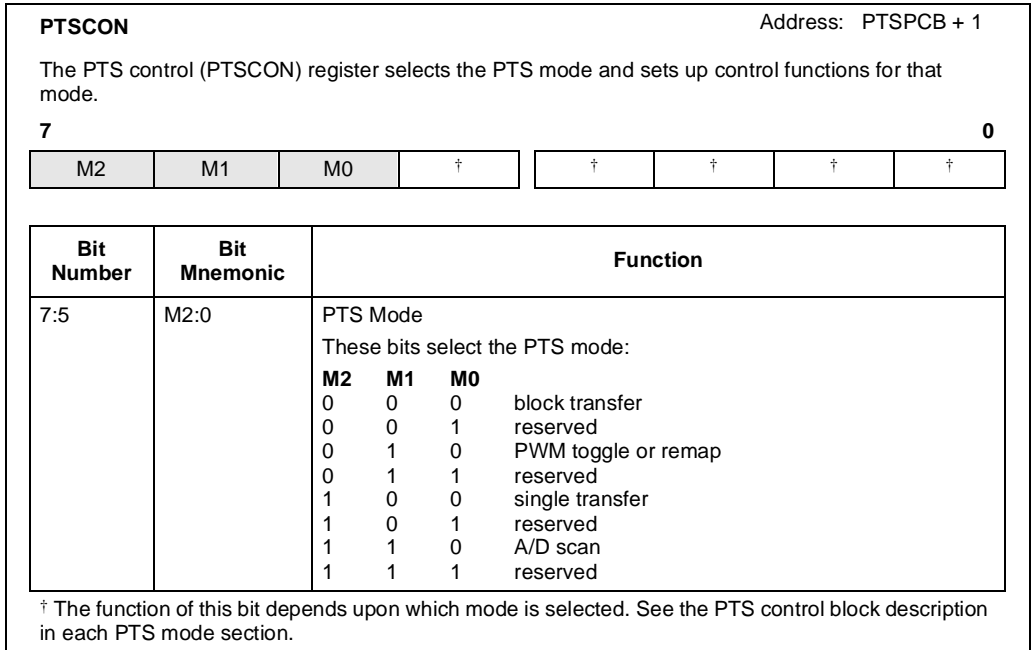 PTSCON Address: PTSPCB + 1
The PTS control (PTSCON) register selects the PTS mode and sets up control functions for that
mode.
7 0
M2 M1 M0 † † † † †
Bit Number Bit Mnemonic Function
7:5 M2:0 PTS Mode
These bits select the PTS mode:
M2 M1 M0
0 0 0 block transfer
0 0 1 reserved
0 1 0 PWM toggle or remap
0 1 1 reserved
1 0 0 single transfer
1 0 1 reserved
1 1 0 A/D scan
1 1 1 reserved
† The function of this bit depends upon which mode is selected. See the PTS control block description
in each PTS mode section.